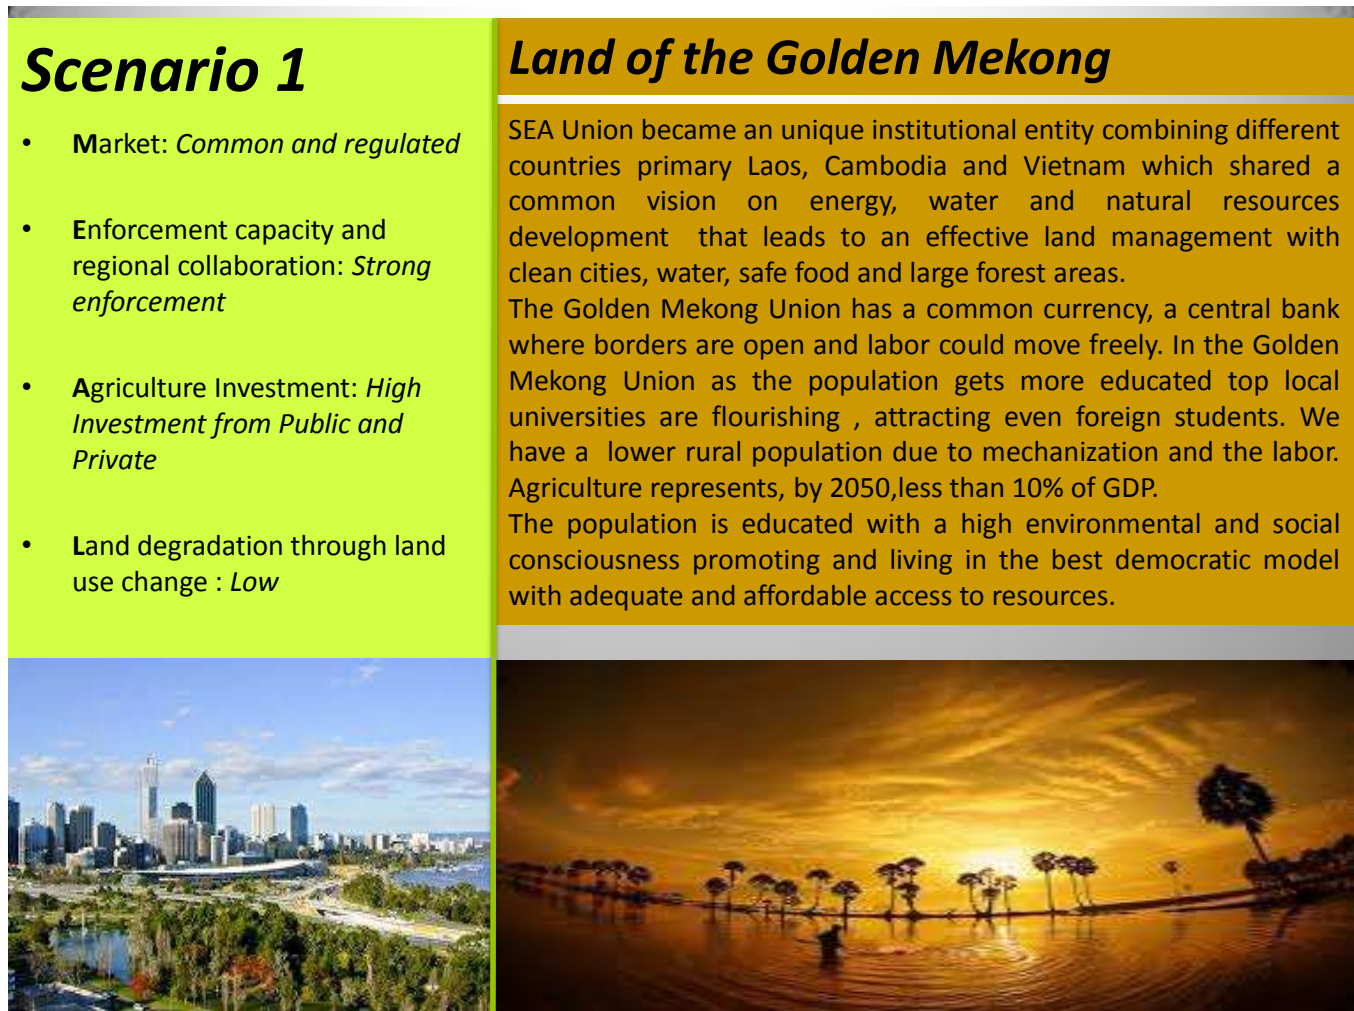 Scenario 1
• Market: Common and regulated
• Enforcement capacity and
regional collaboration: Strong
enforcement
• Agriculture Investment: High
Investment from Public and
Private
• Land degradation through land
use change : Low
Land of the Golden Mekong
SEA Union became an unique institutional entity combining different
countries primary Laos, Cambodia and Vietnam which shared a
common vision on energy, water and natural resources
development that leads to an effective land management with
clean cities, water, safe food and large forest areas.
The Golden Mekong Union has a common currency, a central bank
where borders are open and labor could move freely. In the Golden
Mekong Union as the population gets more educated top local
universities are flourishing , attracting even foreign students. We
have a lower rural population due to mechanization and the labor.
Agriculture represents, by 2050,less than 10% of GDP.
The population is educated with a high environmental and social
consciousness promoting and living in the best democratic model
with adequate and affordable access to resources.